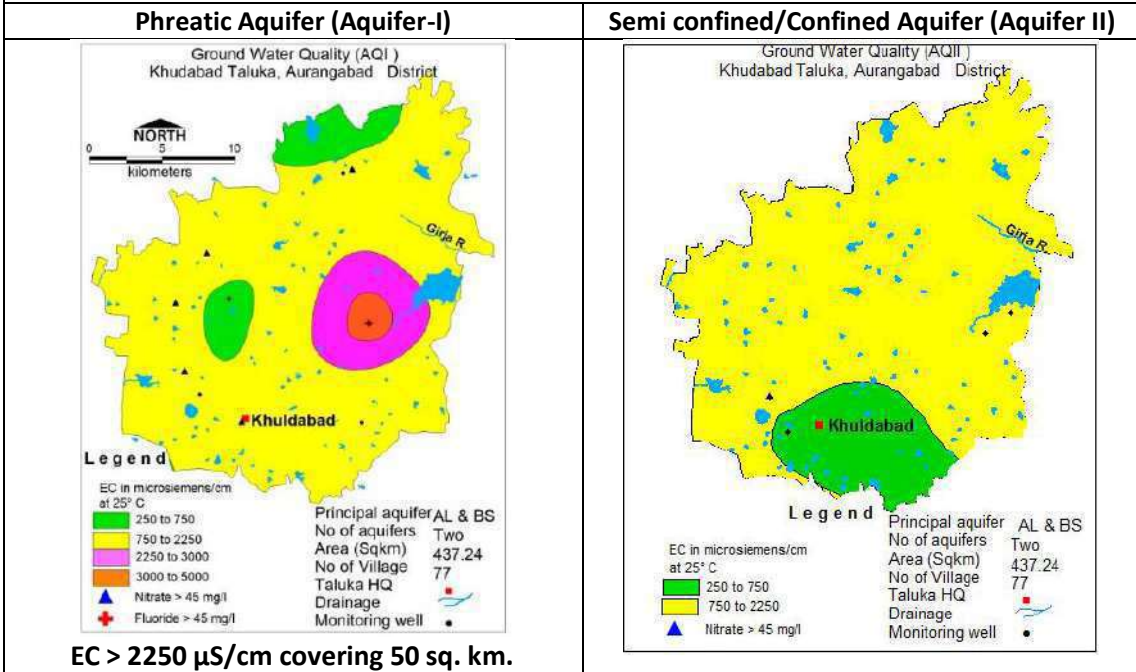 Phreatic Aquifer (Aquifer-I)
Ground Water Quality (AQI )
Khudabad Taluka, Aurangabad District
NORTH
0 5 10
kilometers
Girja R.
Khuldabad
Legend
EC in microsiemens/cm
at 25° C
250 to 750
750 to 2250
2250 to 3000
3000 to 5000
Nitrate > 45 mg/l
Fluoride > 45 mg/l
Principal aquifer AL & BS
No of aquifers Two
Area (Sqkm) 437.24
No of Village 77
Taluka HQ
Drainage
Monitoring well
EC > 2250 µS/cm covering 50 sq. km.
Semi confined/Confined Aquifer (Aquifer II)
Ground Water Quality (AQII )
Khudabad Taluka, Aurangabad District
Girja R.
Khuldabad
Legend
EC in microsiemens/cm
at 25° C
250 to 750
750 to 2250
Nitrate > 45 mg/l
Principal aquifer AL & BS
No of aquifers Two
Area (Sqkm) 437.24
No of Village 77
Taluka HQ
Drainage
Monitoring well